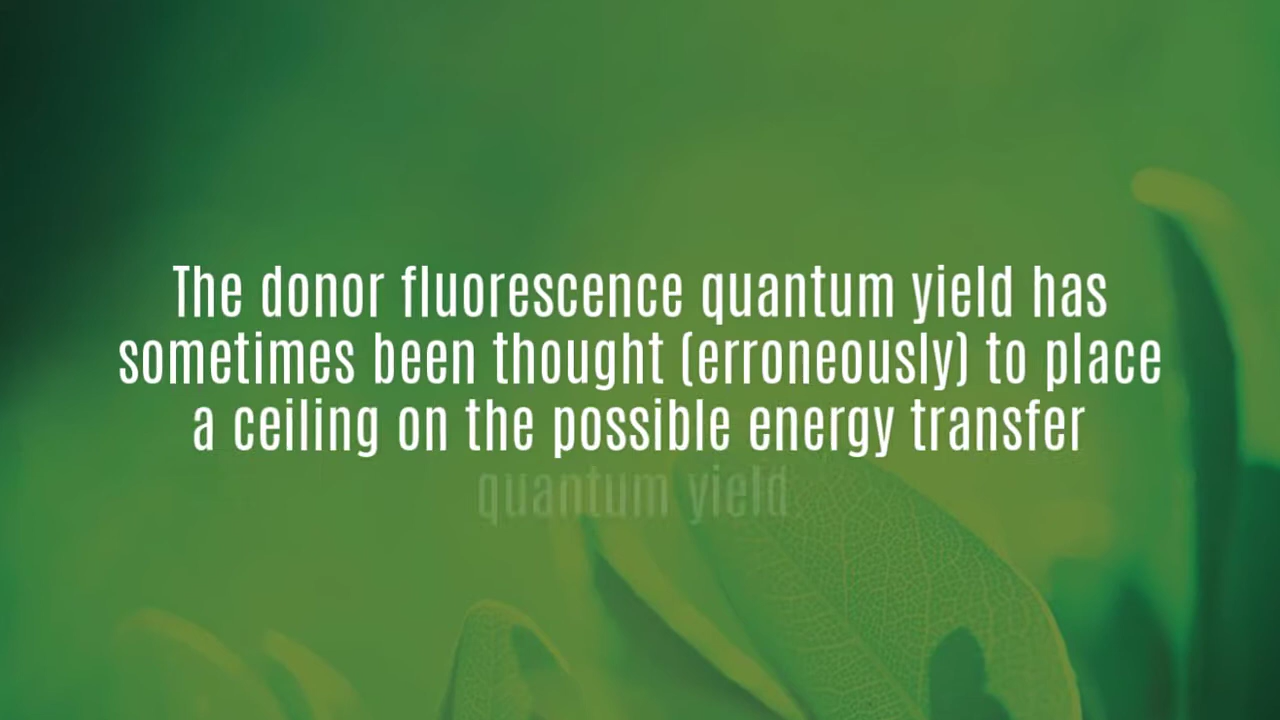 The donor fluorescence quantum yield has
sometimes been thought (erroneously) to place
a ceiling on the possible energy transfer
quantum yield.